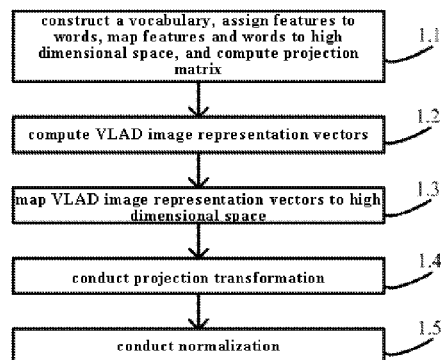 construct a vocabulary, assign features to
words, map features and words to high
dimensional space, and compute projection
matrix
1.1
compute VLAD image representation vectors
1.2
map VLAD image representation vectors to high
dimensional space
1.3
conduct projection transformation
1.4
conduct normalization
1.5